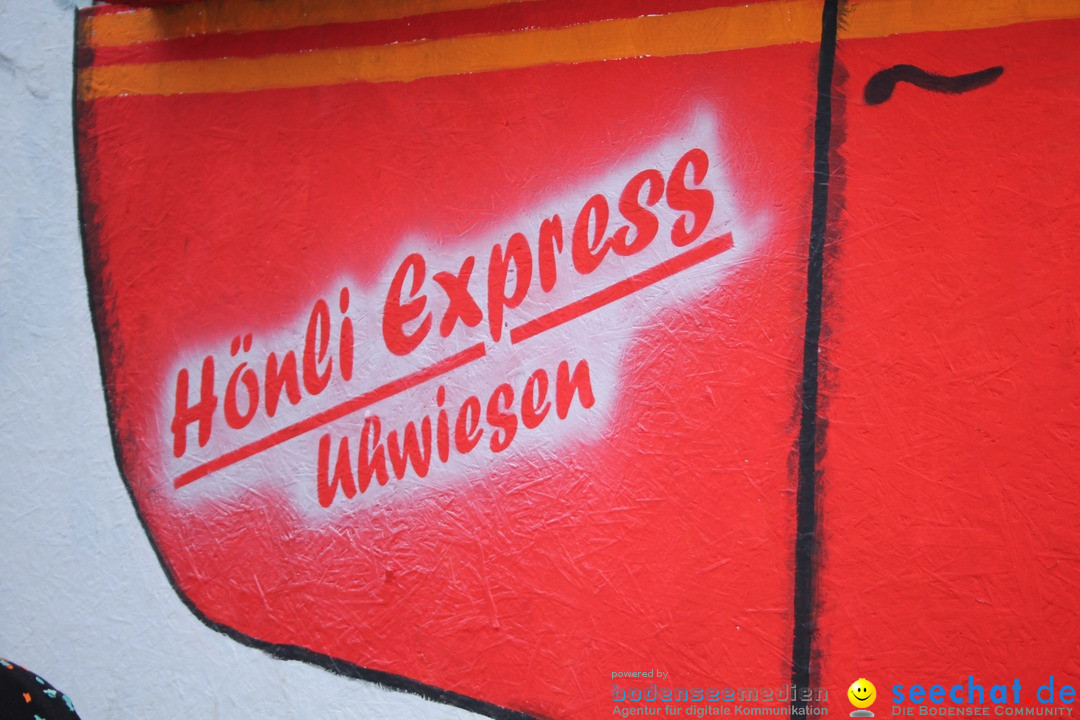 Hönli Express
Uhwiesen
powered by
bodenseemedien
Agentur für digitale Kommunikation
seechat.de
Die Bodensee Community